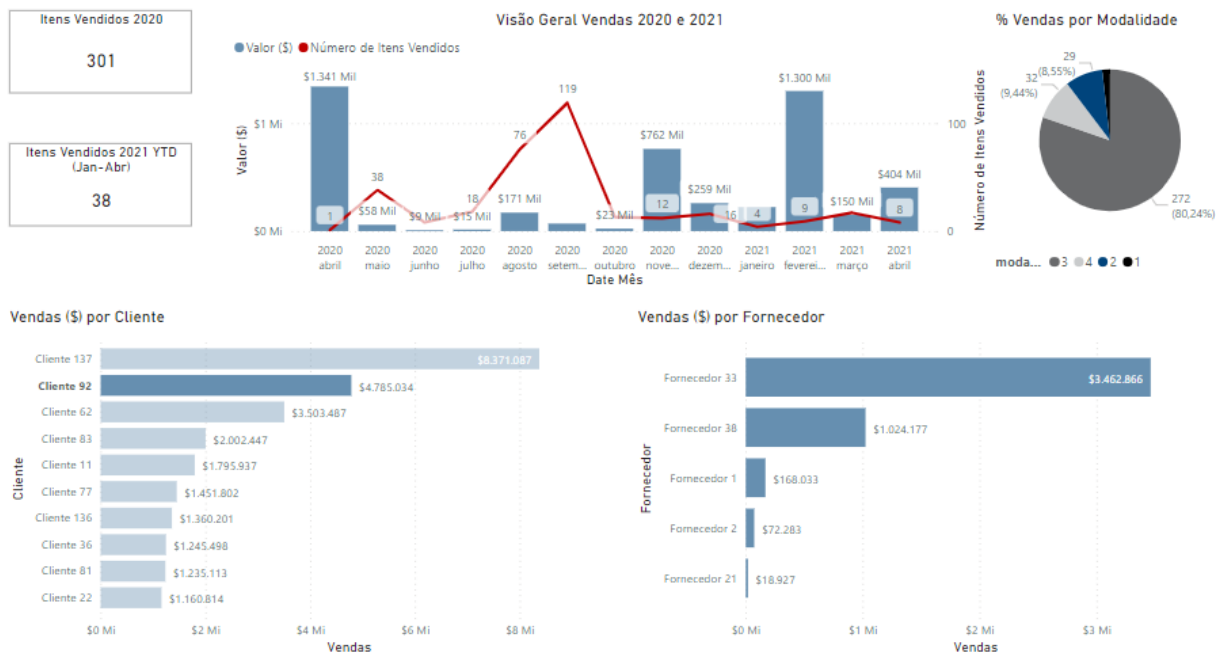 Itens Vendidos 2020
301
Itens Vendidos 2021 YTD
(Jan-Abr)
38
Visão Geral Vendas 2020 e 2021
Valor ($) Número de Itens Vendidos
Valor ($)
$1 Mi
$0 Mi
$1.341 Mil
$58 Mil
$9 Mil
$15 Mil
$171 Mil
$23 Mil
$762 Mil
$259 Mil
$1.300 Mil
$150 Mil
$404 Mil
1
38
18
76
119
12
16
4
9
8
100
0
Número de Itens Vendidos
2020 2020 2020 2020 2020 2020 2020 2020 2020 2021 2021 2021 2021
abril maio junho julho agosto setem... outubro nove... dezem... janeiro feverei... março abril
Date Mês
% Vendas por Modalidade
29
(8,55%)
32
(9,44%)
272
(80,24%)
moda... 3 4 2 1
Vendas ($) por Cliente
Cliente
Cliente 137 $8.371.087
Cliente 92 $4.785.034
Cliente 62 $3.503.487
Cliente 83 $2.002.447
Cliente 11 $1.795.937
Cliente 77 $1.451.802
Cliente 136 $1.360.201
Cliente 36 $1.245.498
Cliente 81 $1.235.113
Cliente 22 $1.160.814
$0 Mi $2 Mi $4 Mi $6 Mi $8 Mi
Vendas
Vendas ($) por Fornecedor
Fornecedor
Fornecedor 33 $3.462.866
Fornecedor 38 $1.024.177
Fornecedor 1 $168.033
Fornecedor 2 $72.283
Fornecedor 21 $18.927
$0 Mi $1 Mi $2 Mi $3 Mi
Vendas